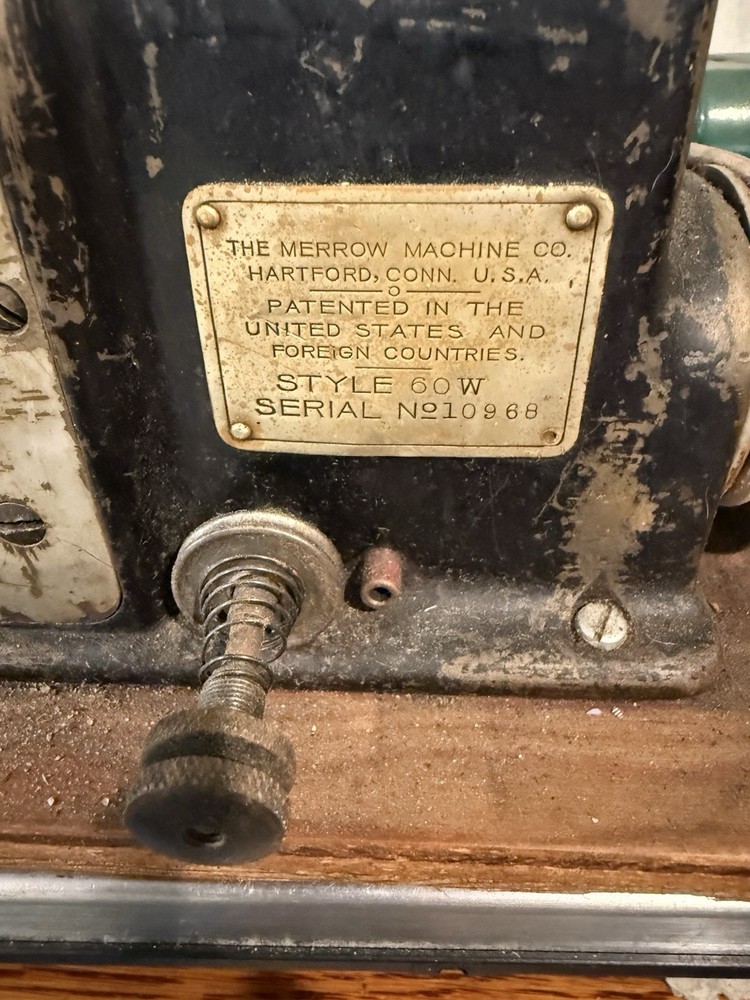 THE MERROW MACHINE CO.
HARTFORD, CONN. U.S.A.
PATENTED IN THE
UNITED STATES AND
FOREIGN COUNTRIES.
STYLE 60W
SERIAL Nº10968